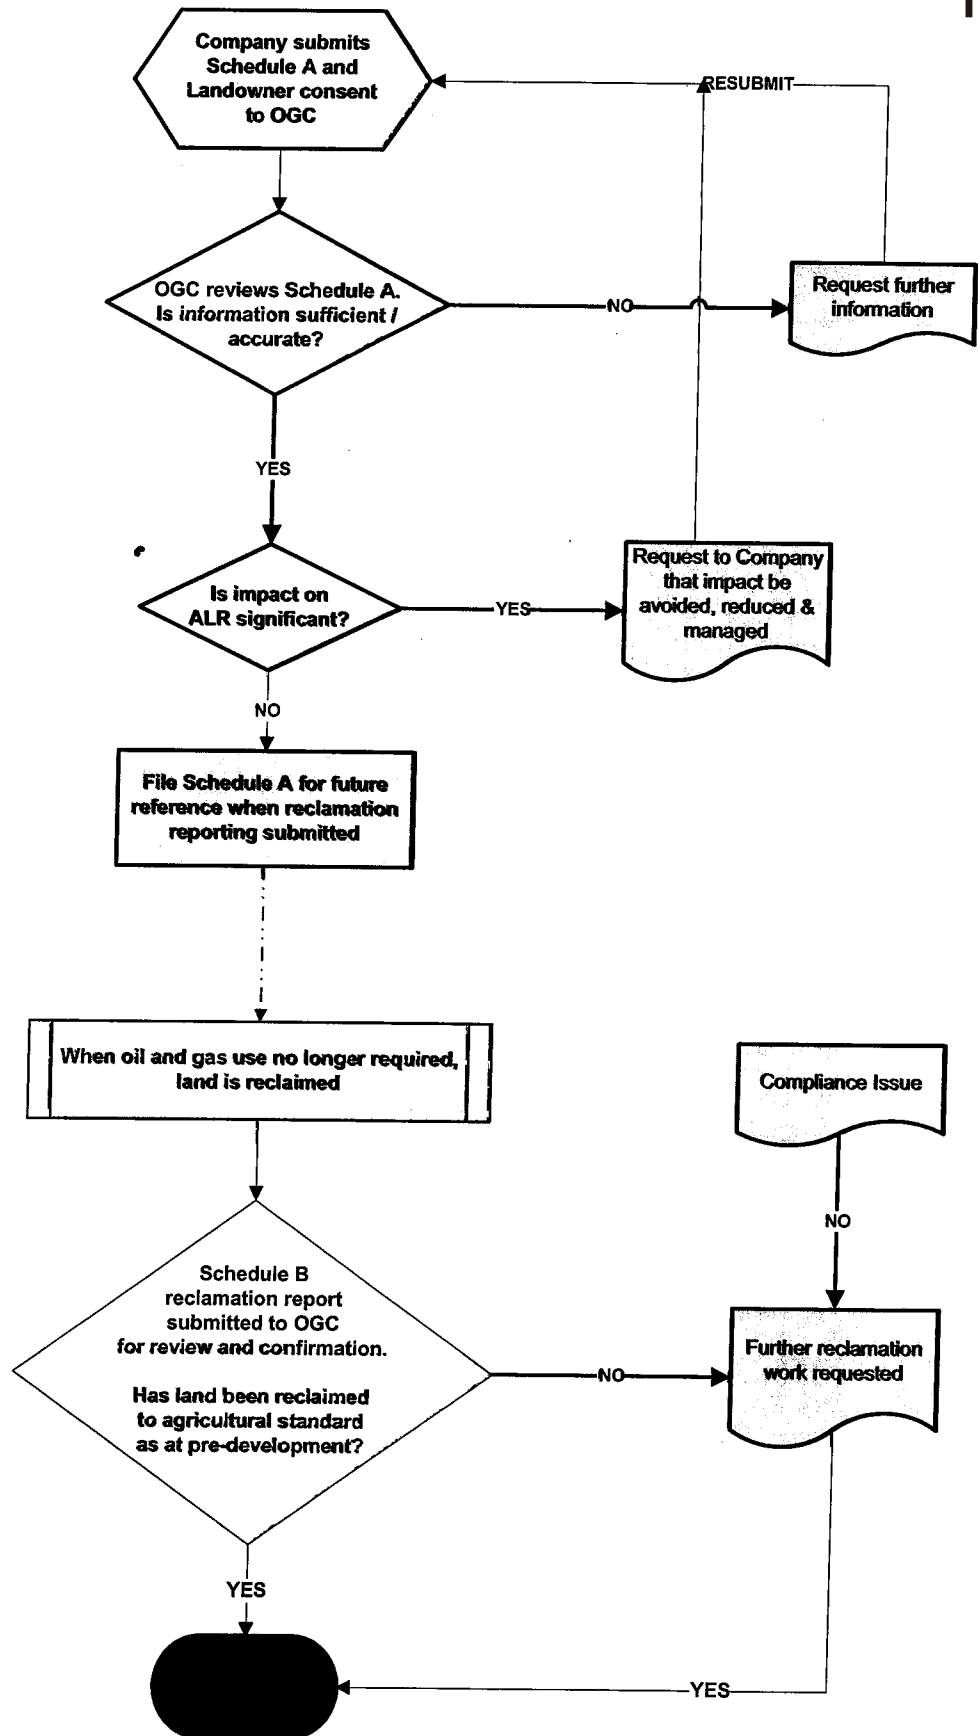 Company submits
Schedule A and
Landowner consent
to OGC
RESUBMIT
OGC reviews Schedule A.
Is information sufficient /
accurate?
NO
Request further
information
YES
Is impact on
ALR significant?
YES
Request to Company
that impact be
avoided, reduced &
managed
NO
File Schedule A for future
reference when reclamation
reporting submitted
When oil and gas use no longer required,
land is reclaimed
Compliance Issue
NO
Schedule B
reclamation report
submitted to OGC
for review and confirmation.
Has land been reclaimed
to agricultural standard
as at pre-development?
NO
Further reclamation
work requested
YES
YES